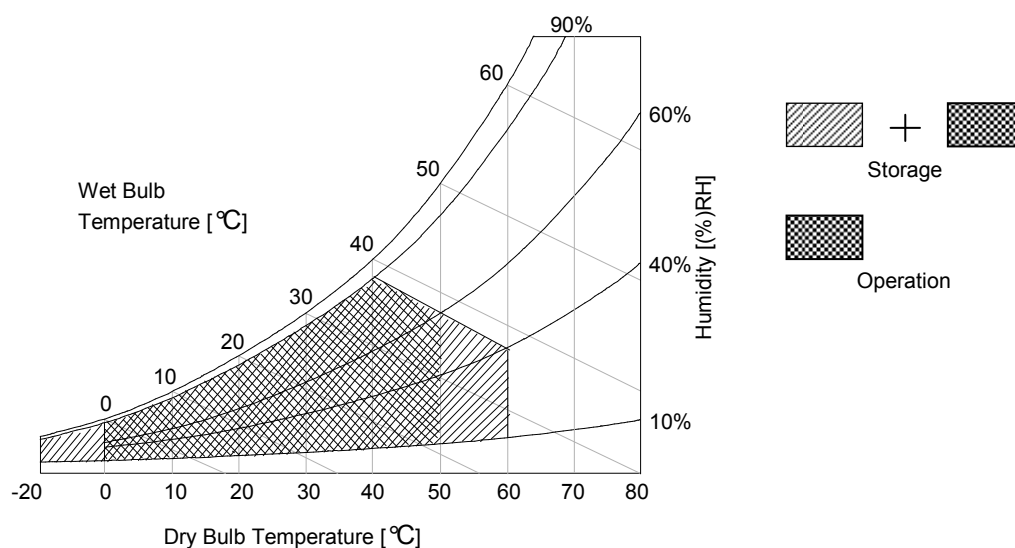 90%
60
60%
50
Wet Bulb
Temperature [℃]
Storage
40
40%
Humidity [(%)RH]
Operation
30
20
10
0
10%
-20 0 10 20 30 40 50 60 70 80
Dry Bulb Temperature [℃]